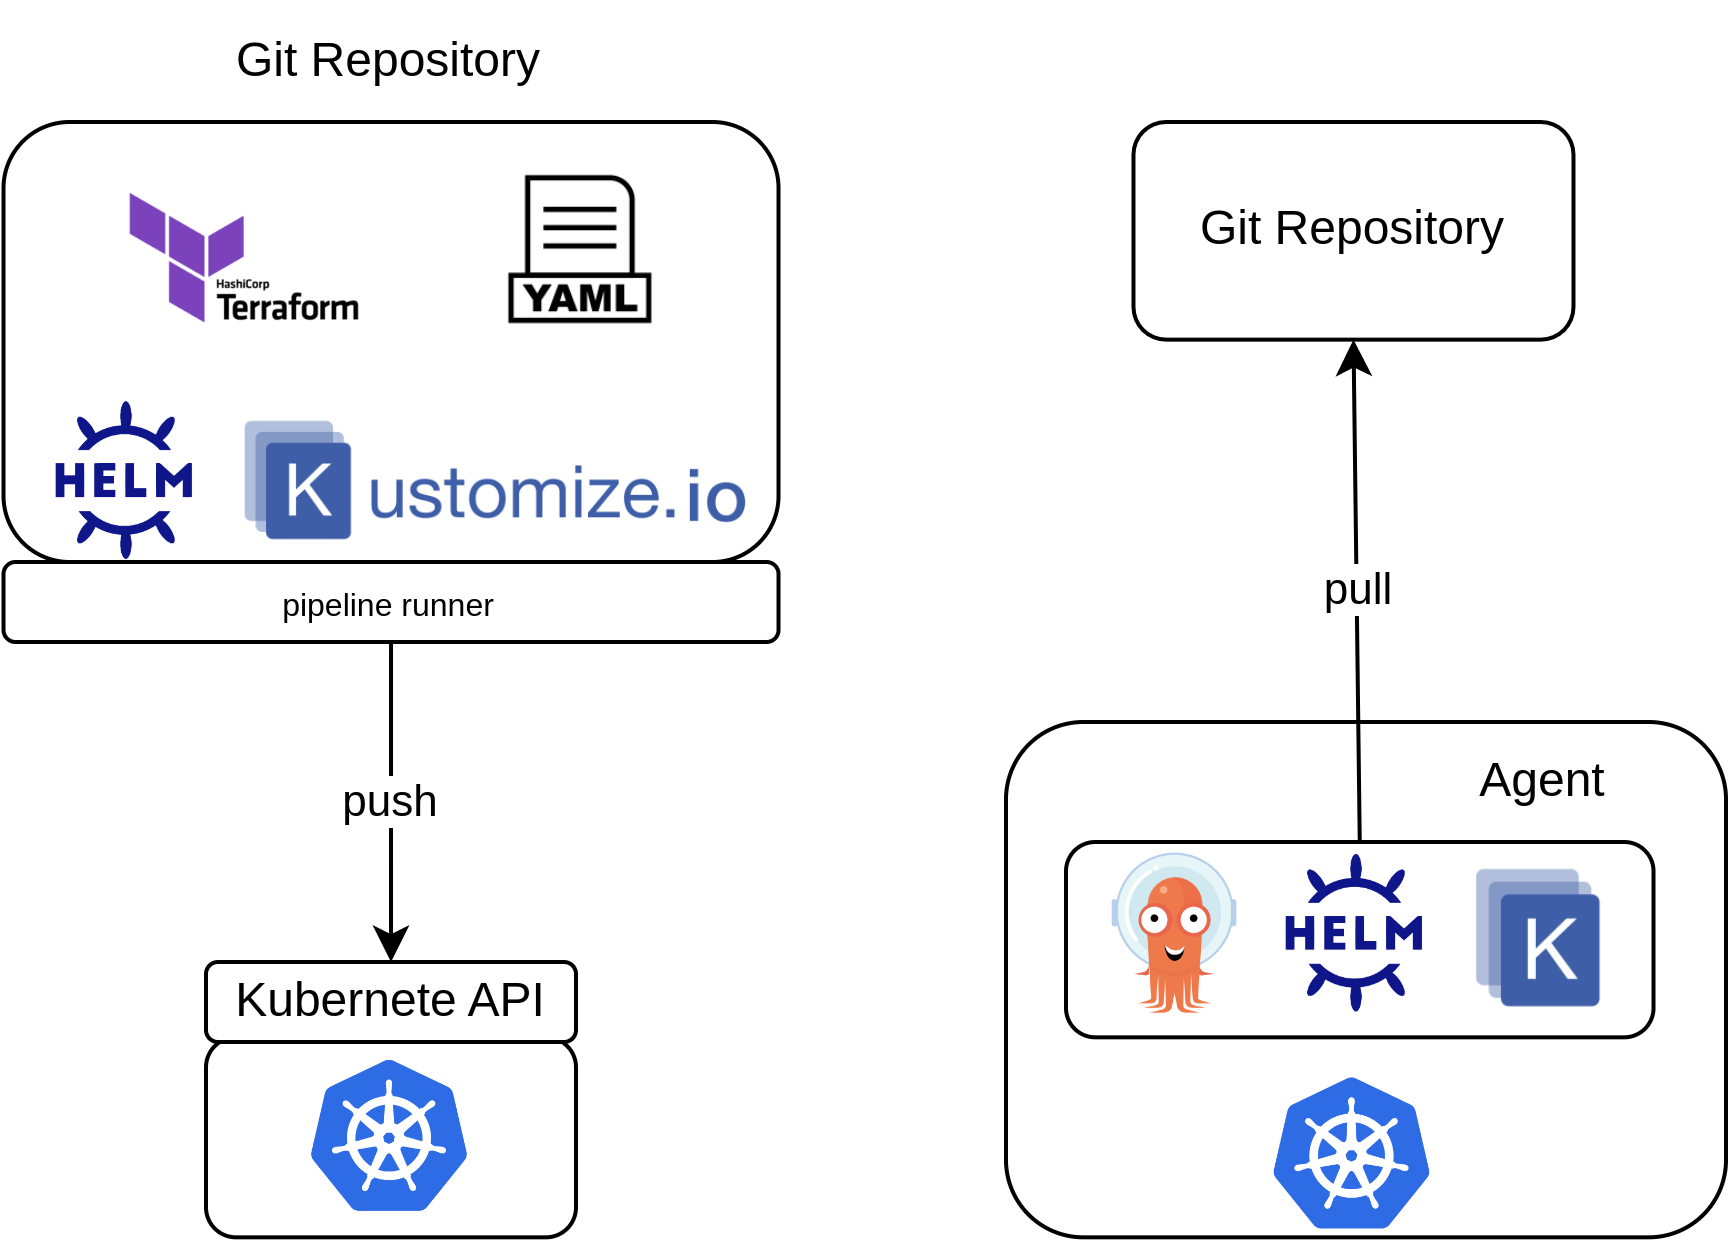 Git Repository
HashiCorp
Terraform
YAML
HELM
K ustomize.io
pipeline runner
push
Kubernete API
Git Repository
pull
Agent
HELM
K